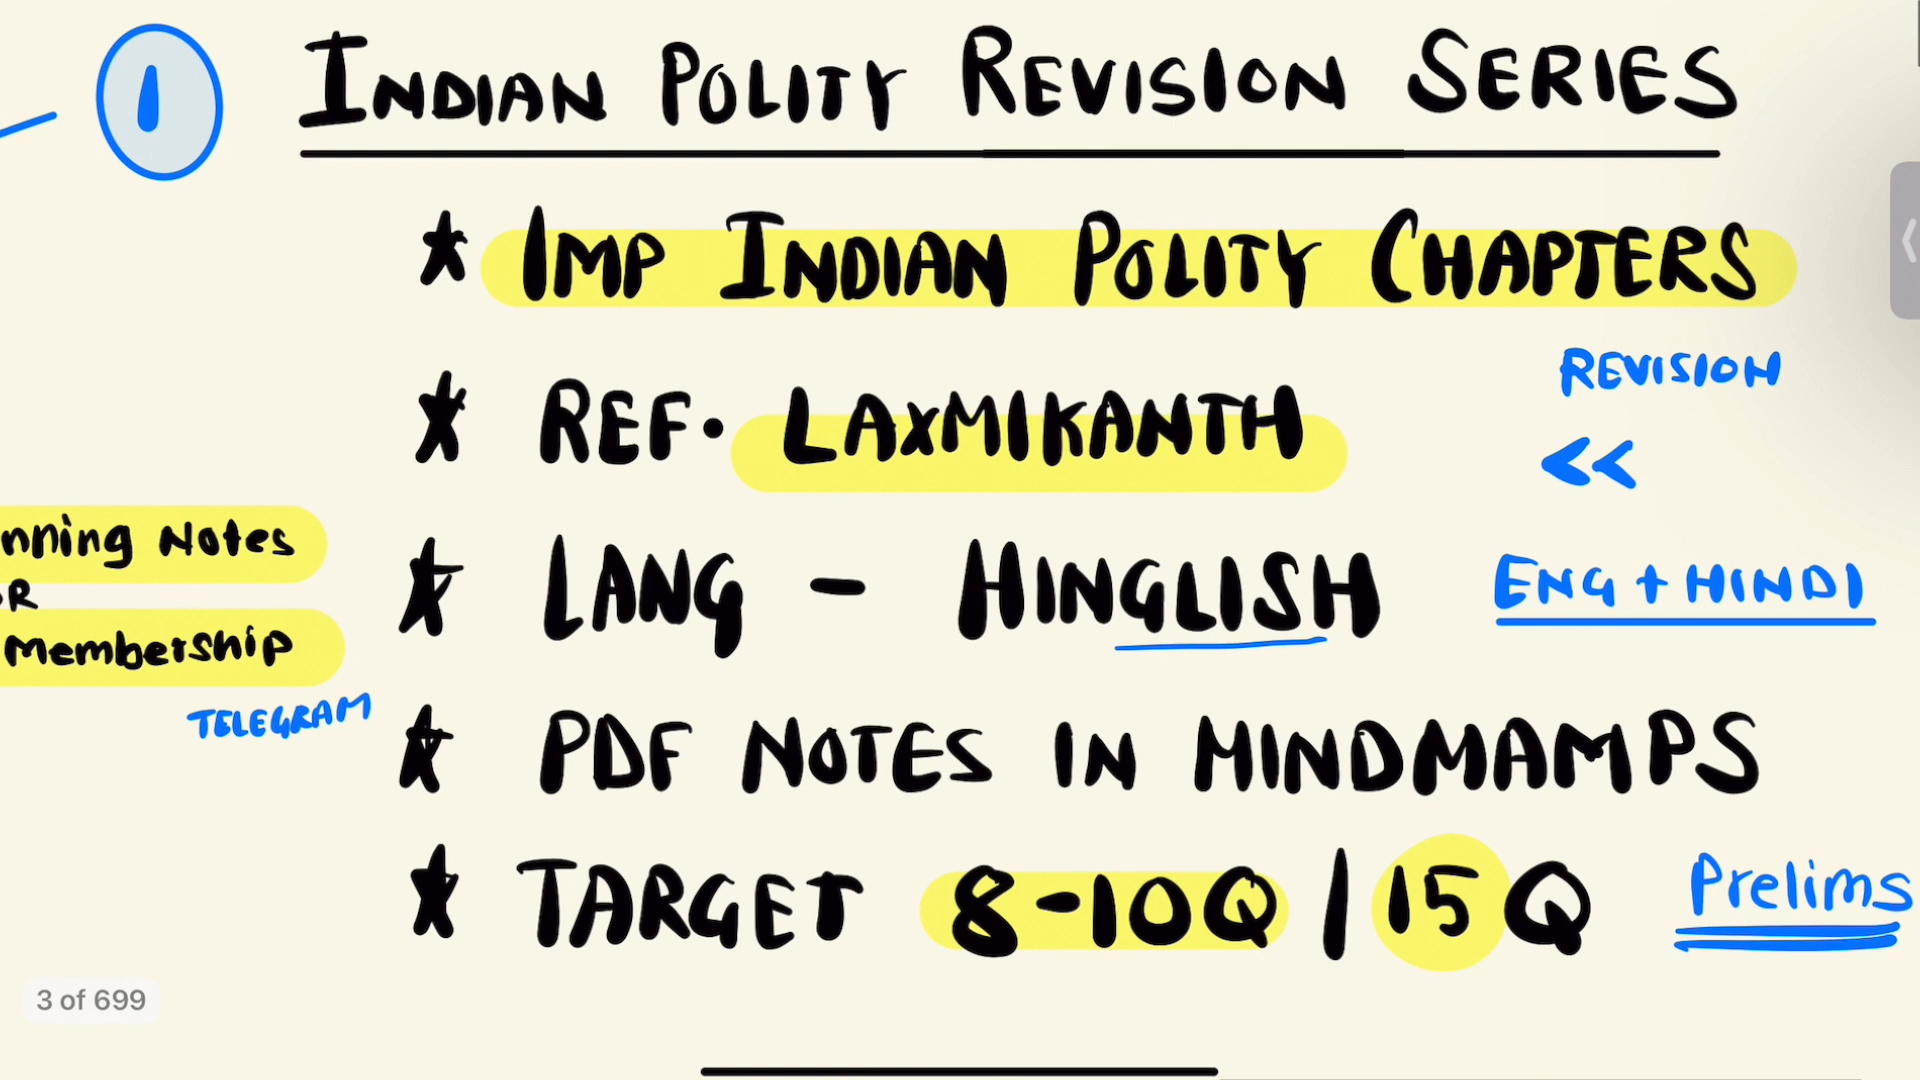 1 INDIAN POLITY REVISION SERIES
* IMP INDIAN POLITY CHAPTERS
REVISION
* REF. LAXMIKANTH <<
nning Notes
* LANG - HINGLISH ENG + HINDI
OR
Membership
TELEGRAM
* PDF NOTES IN MINDMAMPS
* TARGET 8-10Q | 15Q Prelims
3 of 699